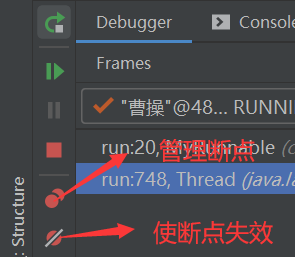 Debugger
Console
Frames
"曹操"@48... RUNNI
run:20, MyRunnable (c
管理断点
run:748, Thread (java.la
使断点失效
Structure